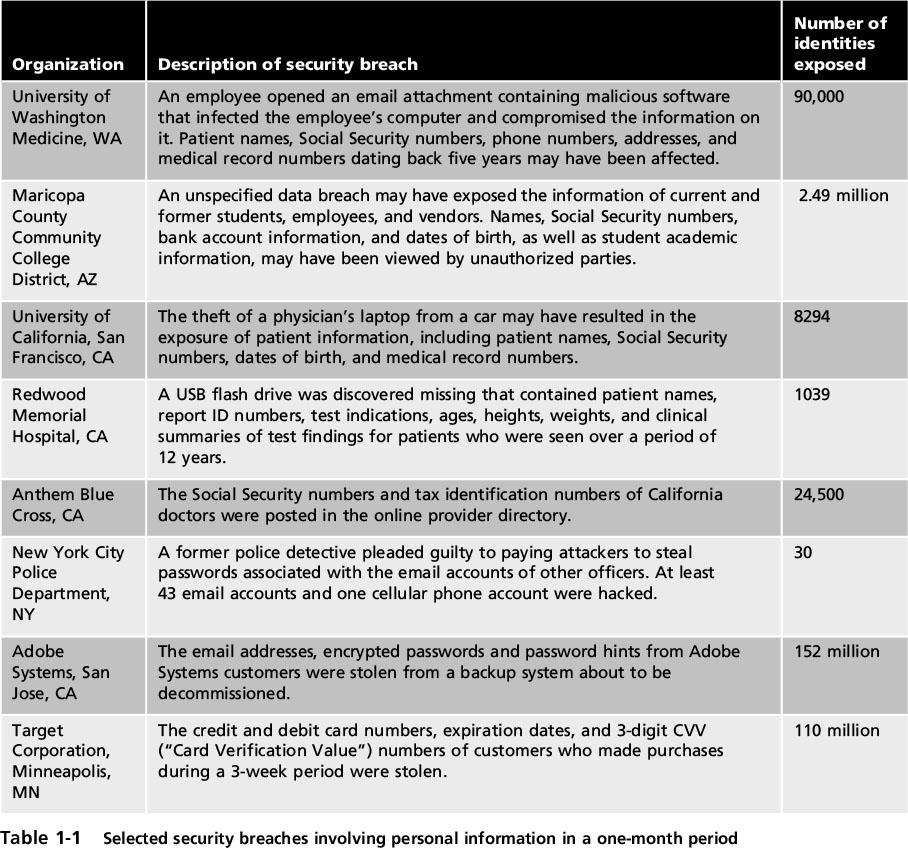 Organization
Description of security breach
Number of
identities
exposed
University of
Washington
Medicine, WA
An employee opened an email attachment containing malicious software
that infected the employee’s computer and compromised the information on
it. Patient names, Social Security numbers, phone numbers, addresses, and
medical record numbers dating back five years may have been affected.
90,000
Maricopa
County
Community
College
District, AZ
An unspecified data breach may have exposed the information of current and
former students, employees, and vendors. Names, Social Security numbers,
bank account information, and dates of birth, as well as student academic
information, may have been viewed by unauthorized parties.
2.49 million
University of
California, San
Francisco, CA
The theft of a physician’s laptop from a car may have resulted in the
exposure of patient information, including patient names, Social Security
numbers, dates of birth, and medical record numbers.
8294
Redwood
Memorial
Hospital, CA
A USB flash drive was discovered missing that contained patient names,
report ID numbers, test indications, ages, heights, weights, and clinical
summaries of test findings for patients who were seen over a period of
12 years.
1039
Anthem Blue
Cross, CA
The Social Security numbers and tax identification numbers of California
doctors were posted in the online provider directory.
24,500
New York City
Police
Department,
NY
A former police detective pleaded guilty to paying attackers to steal
passwords associated with the email accounts of other officers. At least
43 email accounts and one cellular phone account were hacked.
30
Adobe
Systems, San
Jose, CA
The email addresses, encrypted passwords and password hints from Adobe
Systems customers were stolen from a backup system about to be
decommissioned.
152 million
Target
Corporation,
Minneapolis,
MN
The credit and debit card numbers, expiration dates, and 3-digit CVV
(“Card Verification Value”) numbers of customers who made purchases
during a 3-week period were stolen.
110 million
Table 1-1 Selected security breaches involving personal information in a one-month period